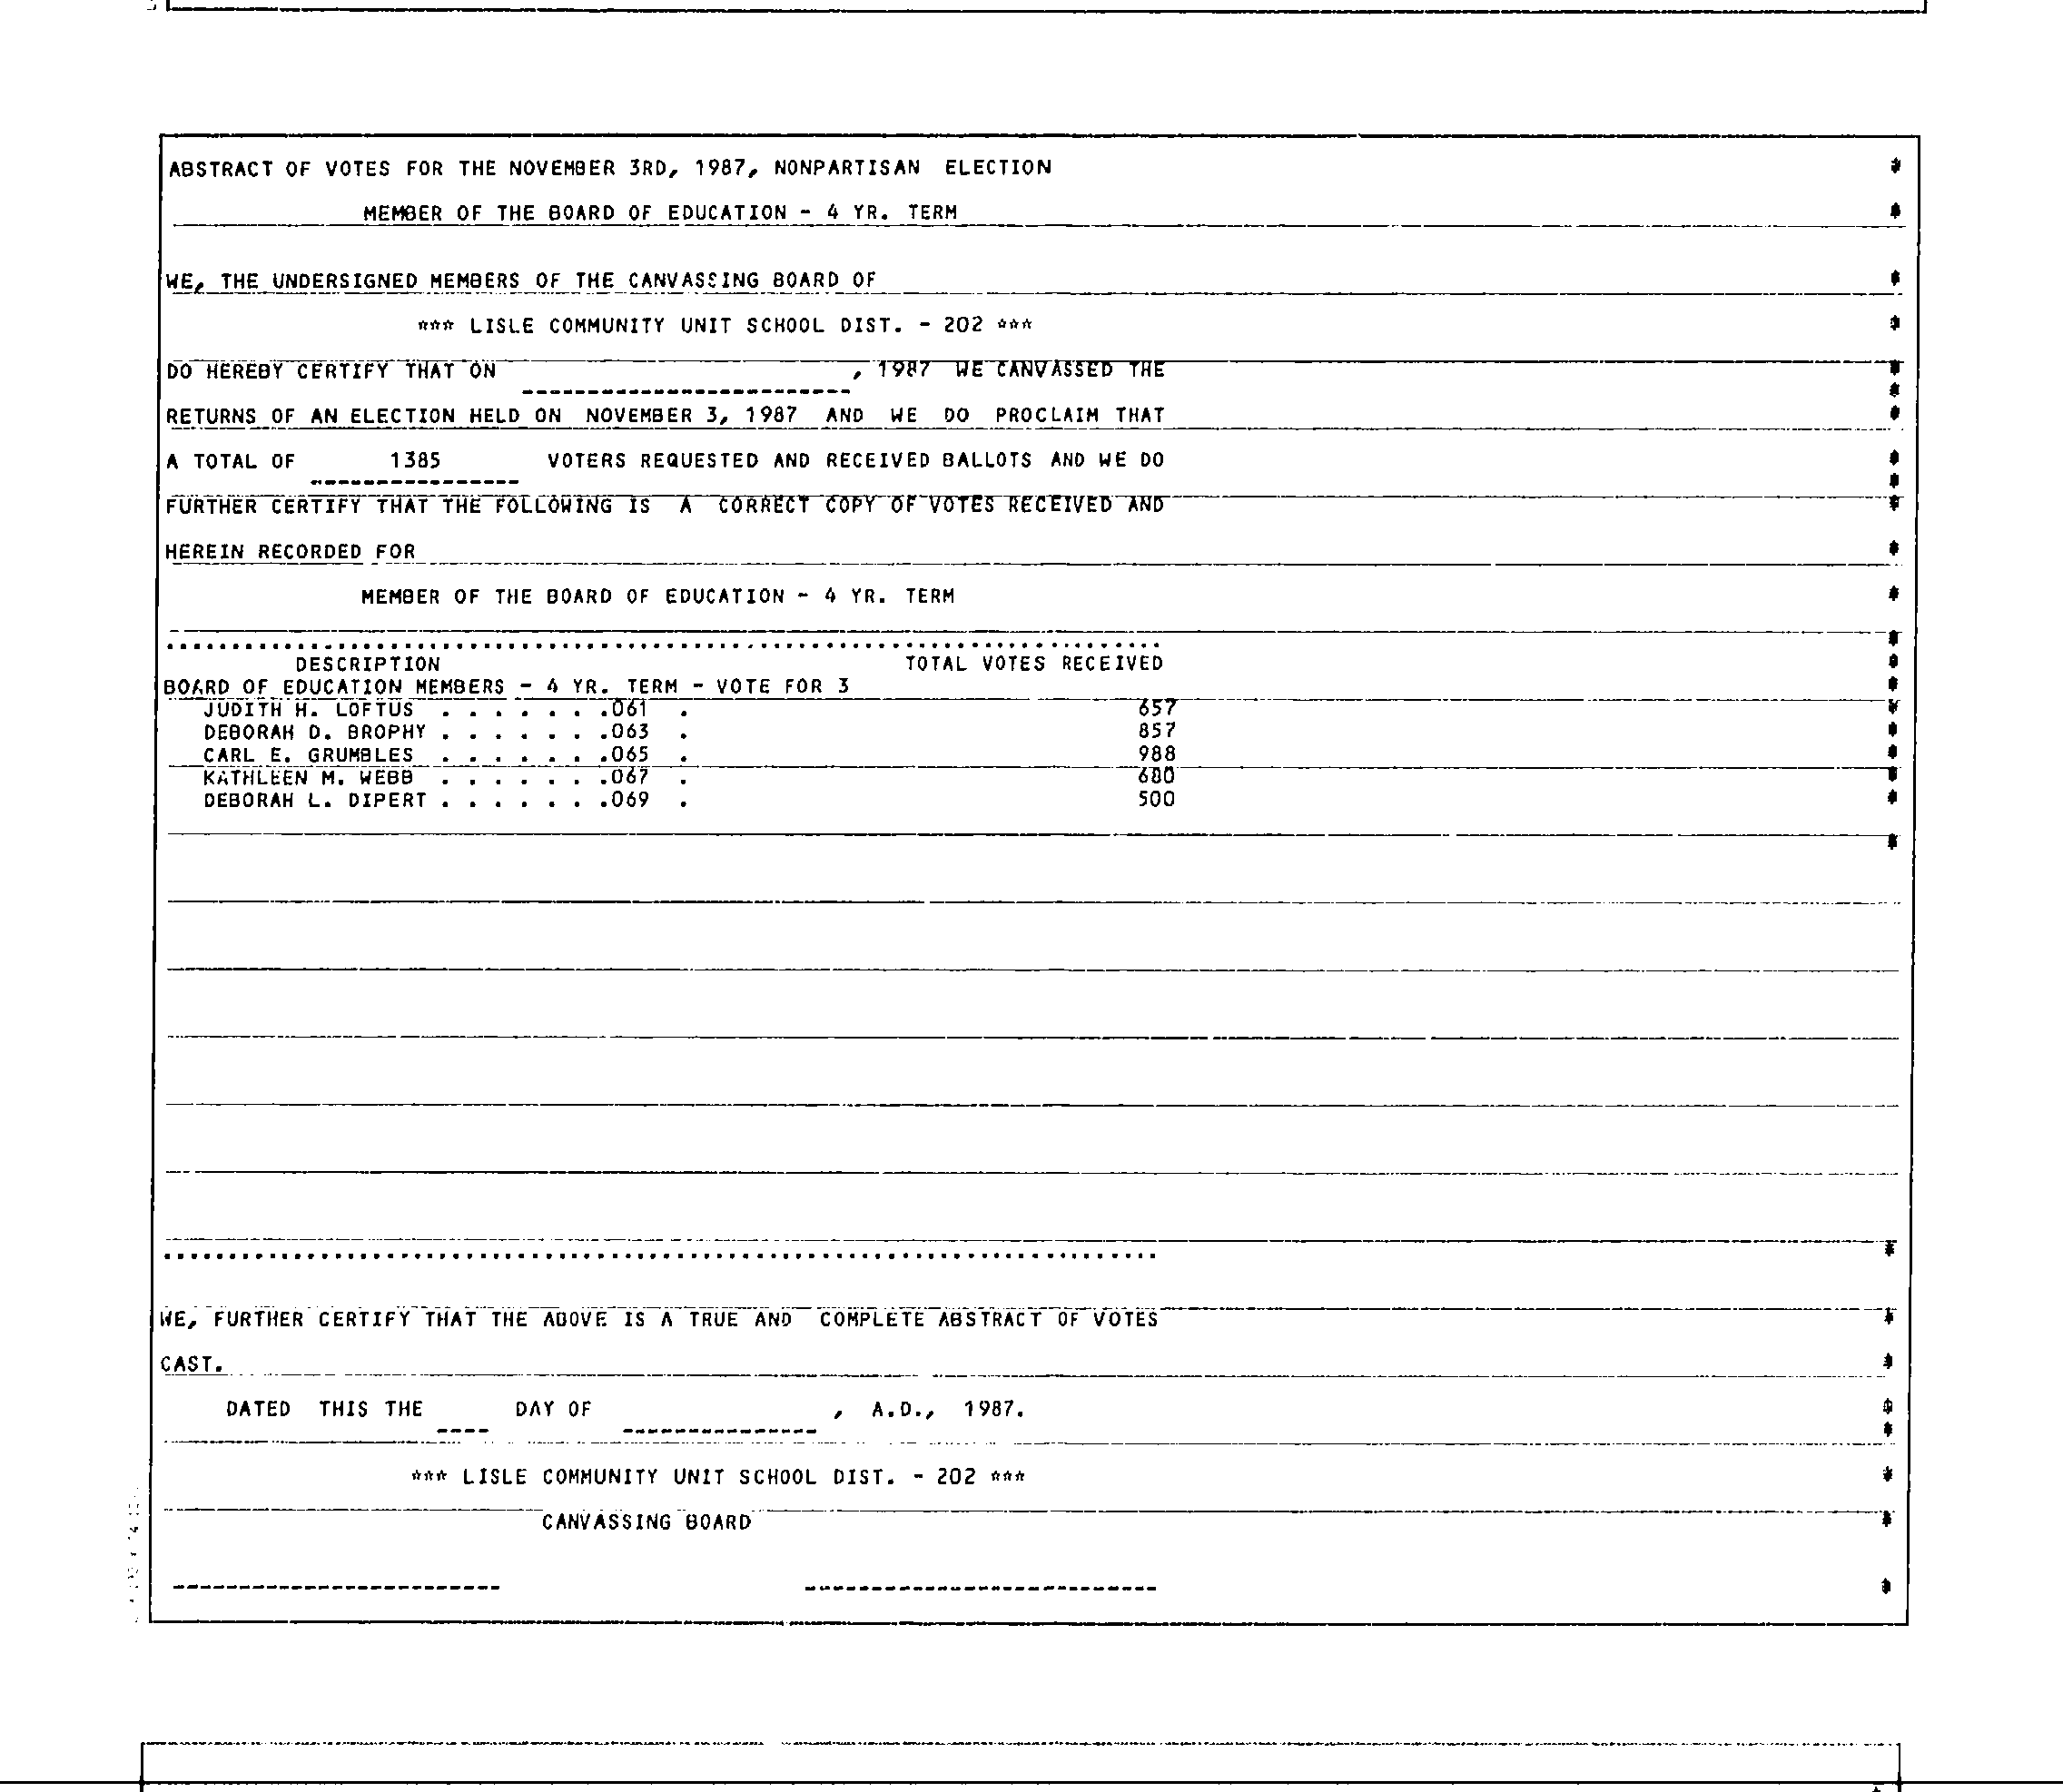 ABSTRACT OF VOTES FOR THE NOVEMBER 3RD, 1987, NONPARTISAN ELECTION
MEMBER OF THE BOARD OF EDUCATION - 4 YR. TERM
WE, THE UNDERSIGNED MEMBERS OF THE CANVASSING BOARD OF
*** LISLE COMMUNITY UNIT SCHOOL DIST. - 202 ***
DO HEREBY CERTIFY THAT ON , 1987 WE CANVASSED THE
RETURNS OF AN ELECTION HELD ON NOVEMBER 3, 1987 AND WE DO PROCLAIM THAT
A TOTAL OF 1385 VOTERS REQUESTED AND RECEIVED BALLOTS AND WE DO
FURTHER CERTIFY THAT THE FOLLOWING IS A CORRECT COPY OF VOTES RECEIVED AND
HEREIN RECORDED FOR
MEMBER OF THE BOARD OF EDUCATION - 4 YR. TERM
DESCRIPTION TOTAL VOTES RECEIVED
BOARD OF EDUCATION MEMBERS - 4 YR. TERM - VOTE FOR 3
JUDITH H. LOFTUS . . . . . . .061 . 657
DEBORAH D. BROPHY . . . . . . .063 . 857
CARL E. GRUMBLES . . . . . . .065 . 988
KATHLEEN M. WEBB . . . . . . .067 . 680
DEBORAH L. DIPERT . . . . . . .069 . 500
WE, FURTHER CERTIFY THAT THE ABOVE IS A TRUE AND COMPLETE ABSTRACT OF VOTES
CAST.
DATED THIS THE DAY OF , A.D., 1987.
*** LISLE COMMUNITY UNIT SCHOOL DIST. - 202 ***
CANVASSING BOARD